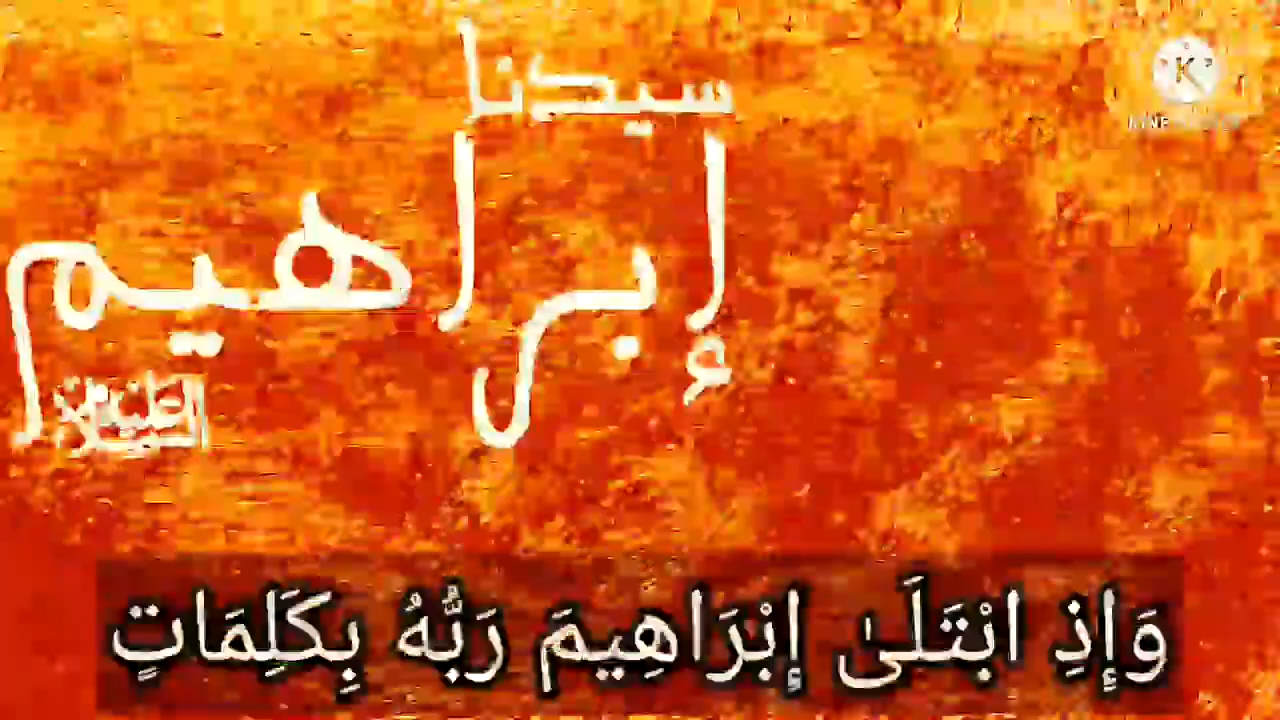 سيدنا
إبراهيم
عليه السلام
وَإِذِ ابْتَلَىٰ إِبْرَاهِيمَ رَبُّهُ بِكَلِمَاتٍ
K